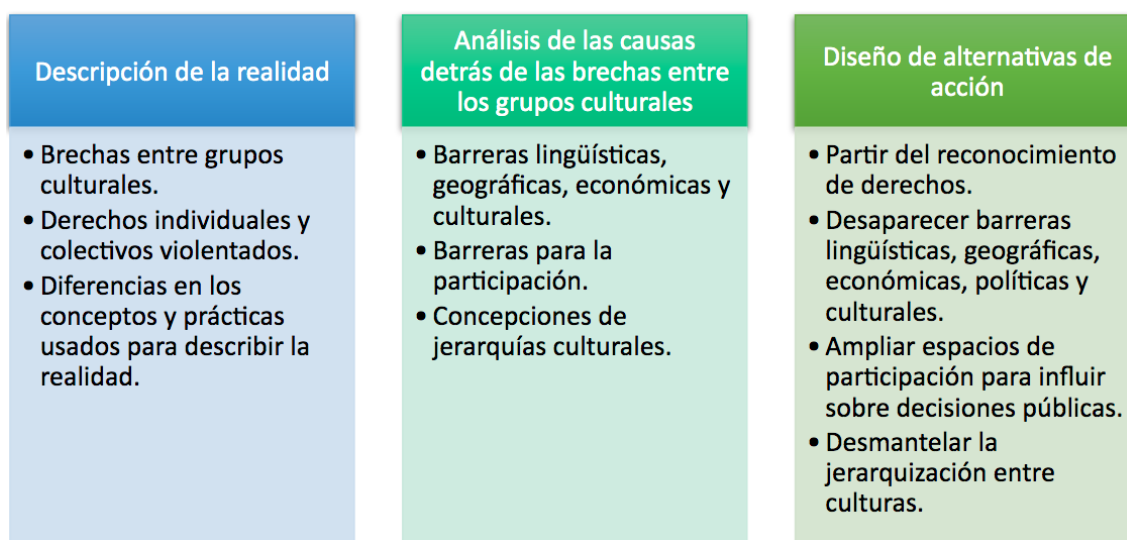 Descripción de la realidad
• Brechas entre grupos
culturales.
• Derechos individuales y
colectivos violentados.
• Diferencias en los
conceptos y prácticas
usados para describir la
realidad.
Análisis de las causas
detrás de las brechas entre
los grupos culturales
• Barreras lingüísticas,
geográficas, económicas y
culturales.
• Barreras para la
participación.
• Concepciones de
jerarquías culturales.
Diseño de alternativas de
acción
• Partir del reconocimiento
de derechos.
• Desaparecer barreras
lingüísticas, geográficas,
económicas, políticas y
culturales.
• Ampliar espacios de
participación para influir
sobre decisiones públicas.
• Desmantelar la
jerarquización entre
culturas.